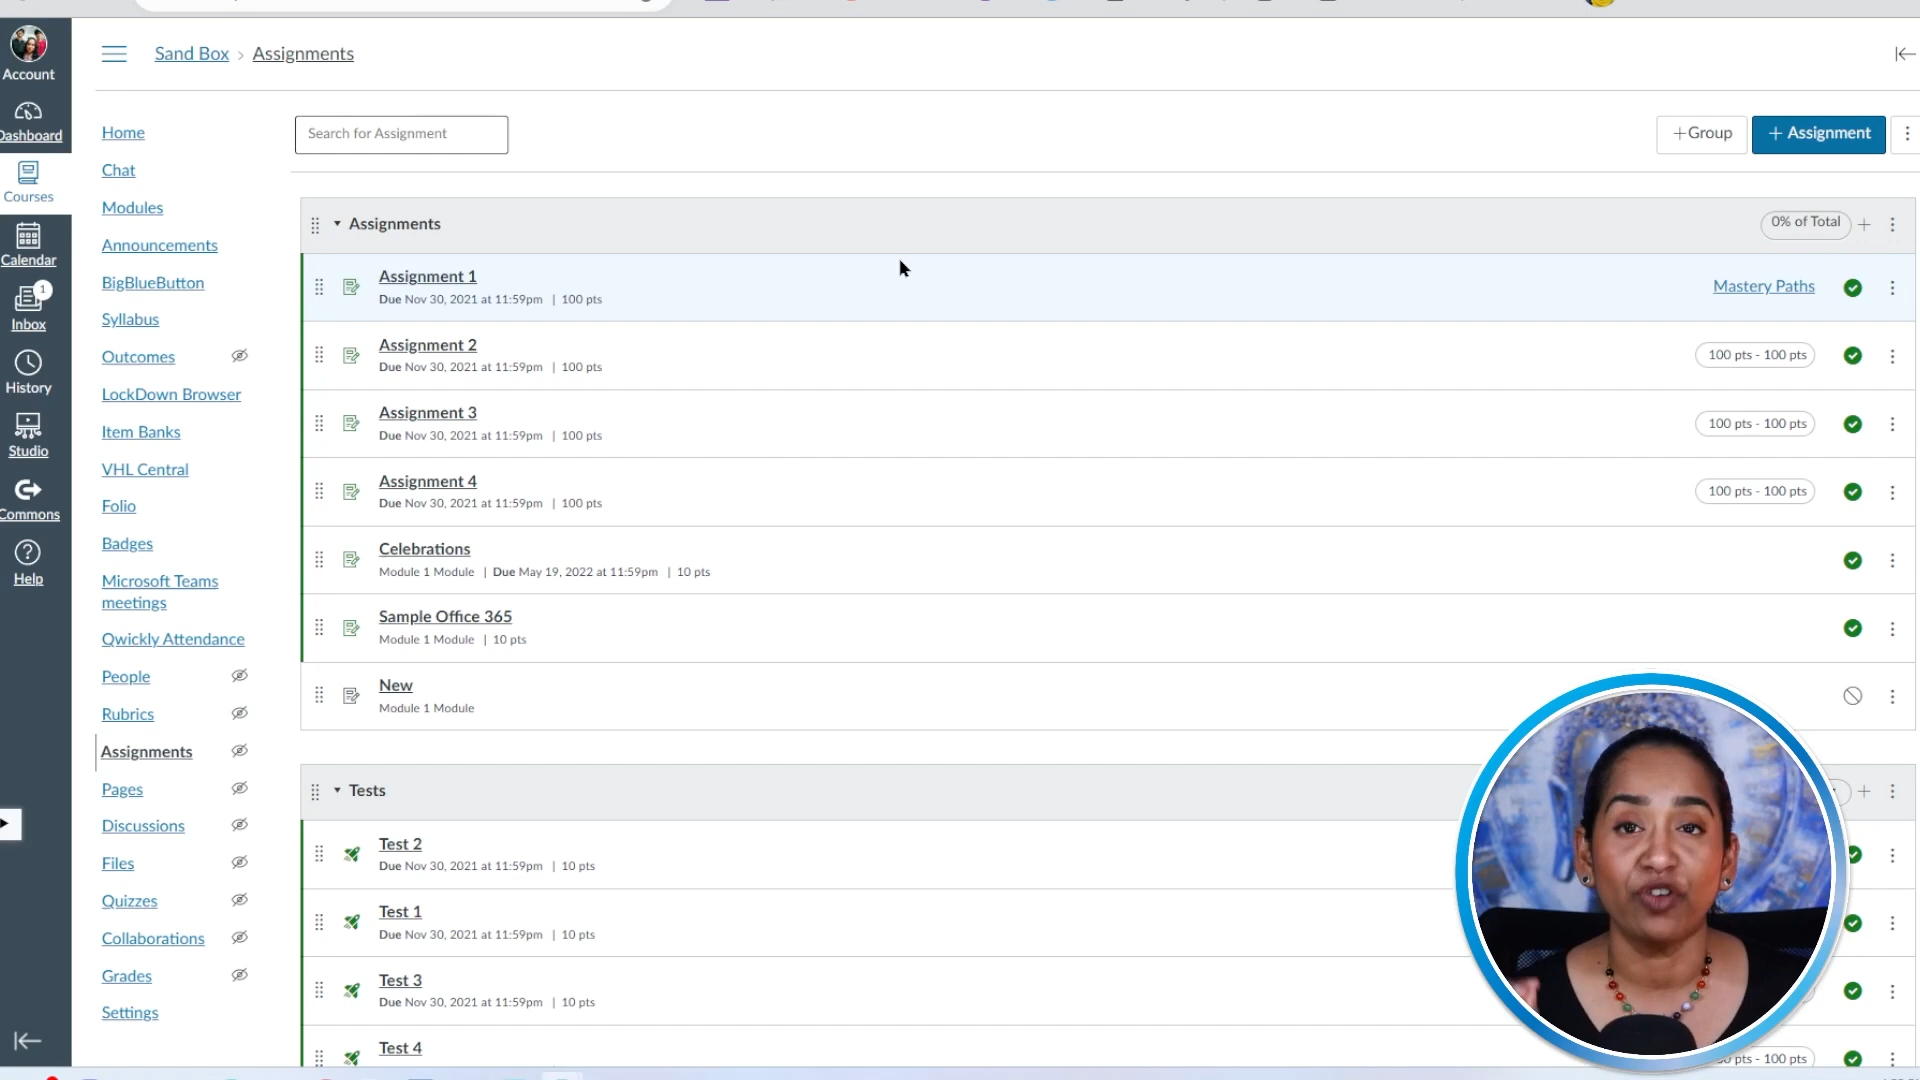 Account
Dashboard
Courses
Calendar
1
Inbox
History
Studio
Commons
Help
Sand Box > Assignments
Home
Chat
Modules
Announcements
BigBlueButton
Syllabus
Outcomes
LockDown Browser
Item Banks
VHL Central
Folio
Badges
Microsoft Teams
meetings
Qwickly Attendance
People
Rubrics
Assignments
Pages
Discussions
Files
Quizzes
Collaborations
Grades
Settings
Search for Assignment
+Group
+ Assignment
Assignments
0% of Total
Assignment 1
Due Nov 30, 2021 at 11:59pm | 100 pts
Mastery Paths
Assignment 2
Due Nov 30, 2021 at 11:59pm | 100 pts
100 pts - 100 pts
Assignment 3
Due Nov 30, 2021 at 11:59pm | 100 pts
100 pts - 100 pts
Assignment 4
Due Nov 30, 2021 at 11:59pm | 100 pts
100 pts - 100 pts
Celebrations
Module 1 Module | Due May 19, 2022 at 11:59pm | 10 pts
Sample Office 365
Module 1 Module | 10 pts
New
Module 1 Module
Tests
Test 2
Due Nov 30, 2021 at 11:59pm | 10 pts
Test 1
Due Nov 30, 2021 at 11:59pm | 10 pts
Test 3
Due Nov 30, 2021 at 11:59pm | 10 pts
Test 4
pts - 100 pts